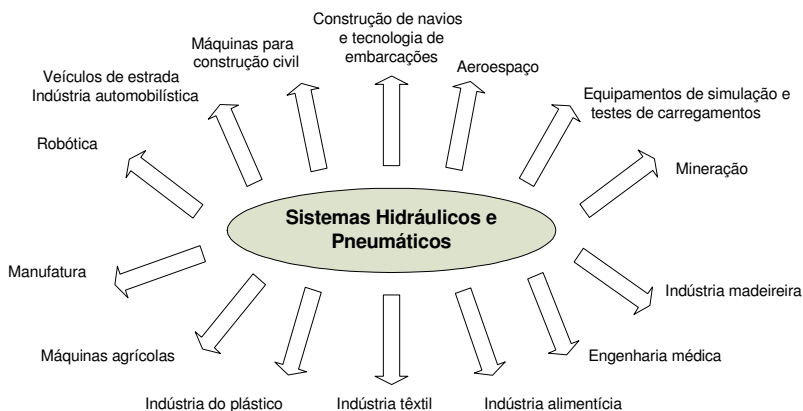 Construção de navios
e tecnologia de
embarcações
Máquinas para
construção civil
Aeroespaço
Veículos de estrada
Indústria automobilística
Equipamentos de simulação e
testes de carregamentos
Robótica
Mineração
Sistemas Hidráulicos e
Pneumáticos
Manufatura
Indústria madeireira
Máquinas agrícolas
Engenharia médica
Indústria do plástico
Indústria têxtil
Indústria alimentícia